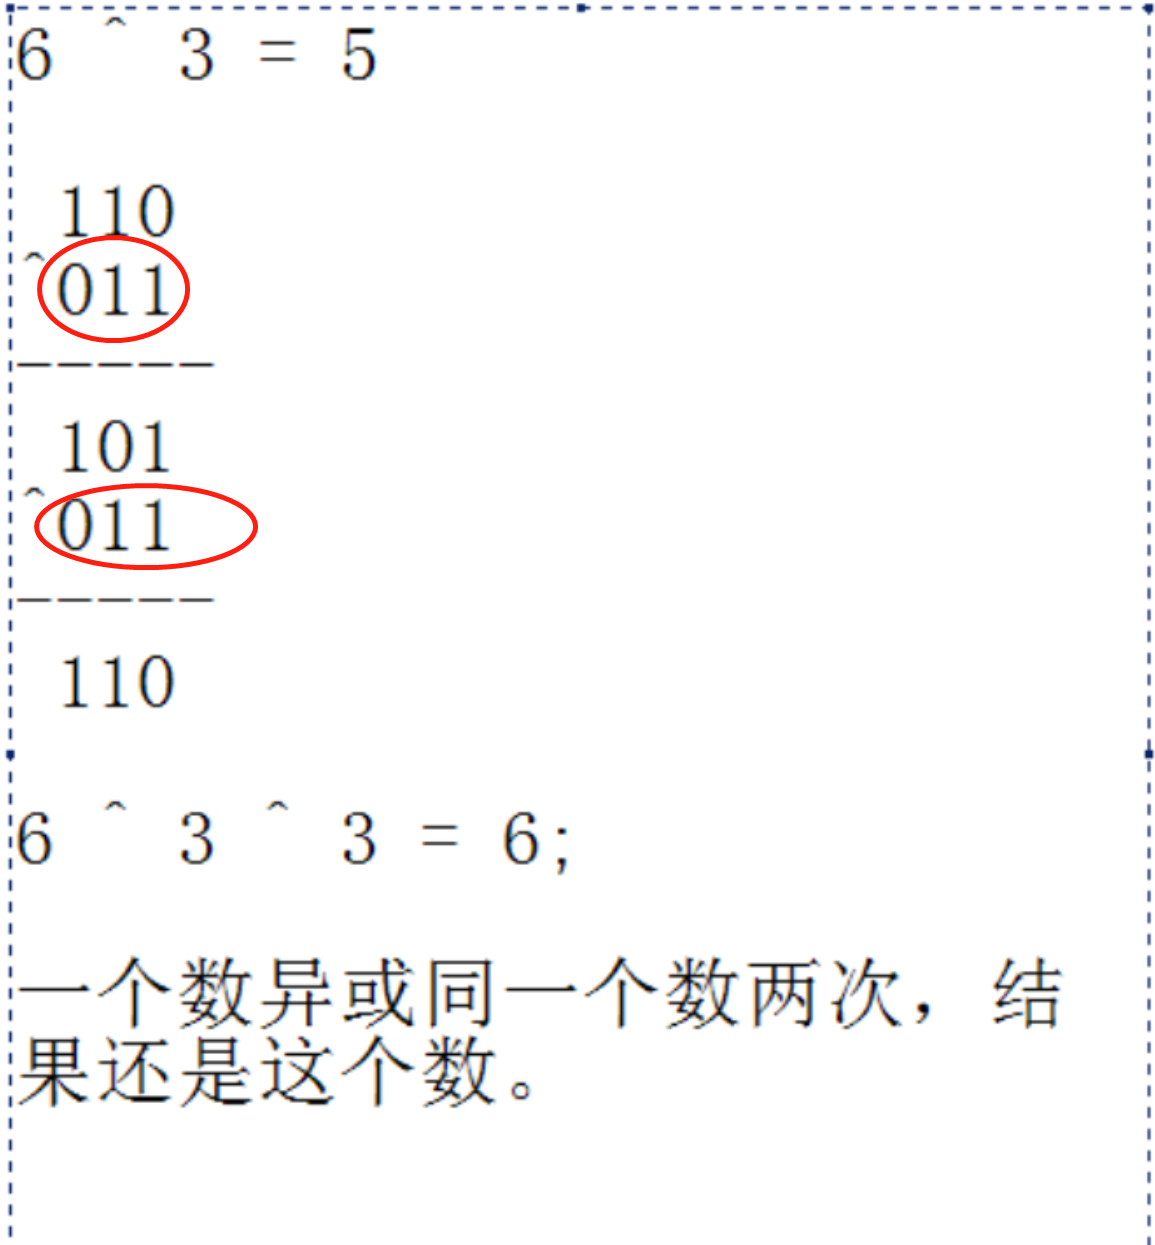 6 ^ 3 = 5
110
^011
-----
101
^011
-----
110
6 ^ 3 ^ 3 = 6;
一个数异或同一个数两次，结
果还是这个数。